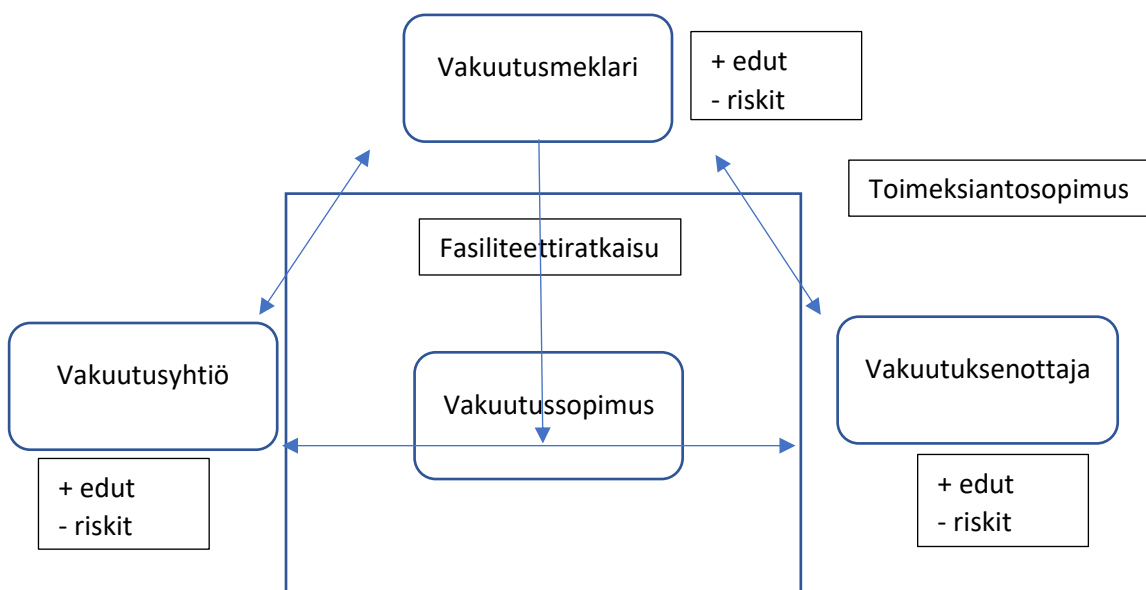 Vakuutusmeklari
+ edut
- riskit
Toimeksiantosopimus
Fasiliteettiratkaisu
Vakuutusyhtiö
Vakuutussopimus
Vakuutuksenottaja
+ edut
- riskit
+ edut
- riskit